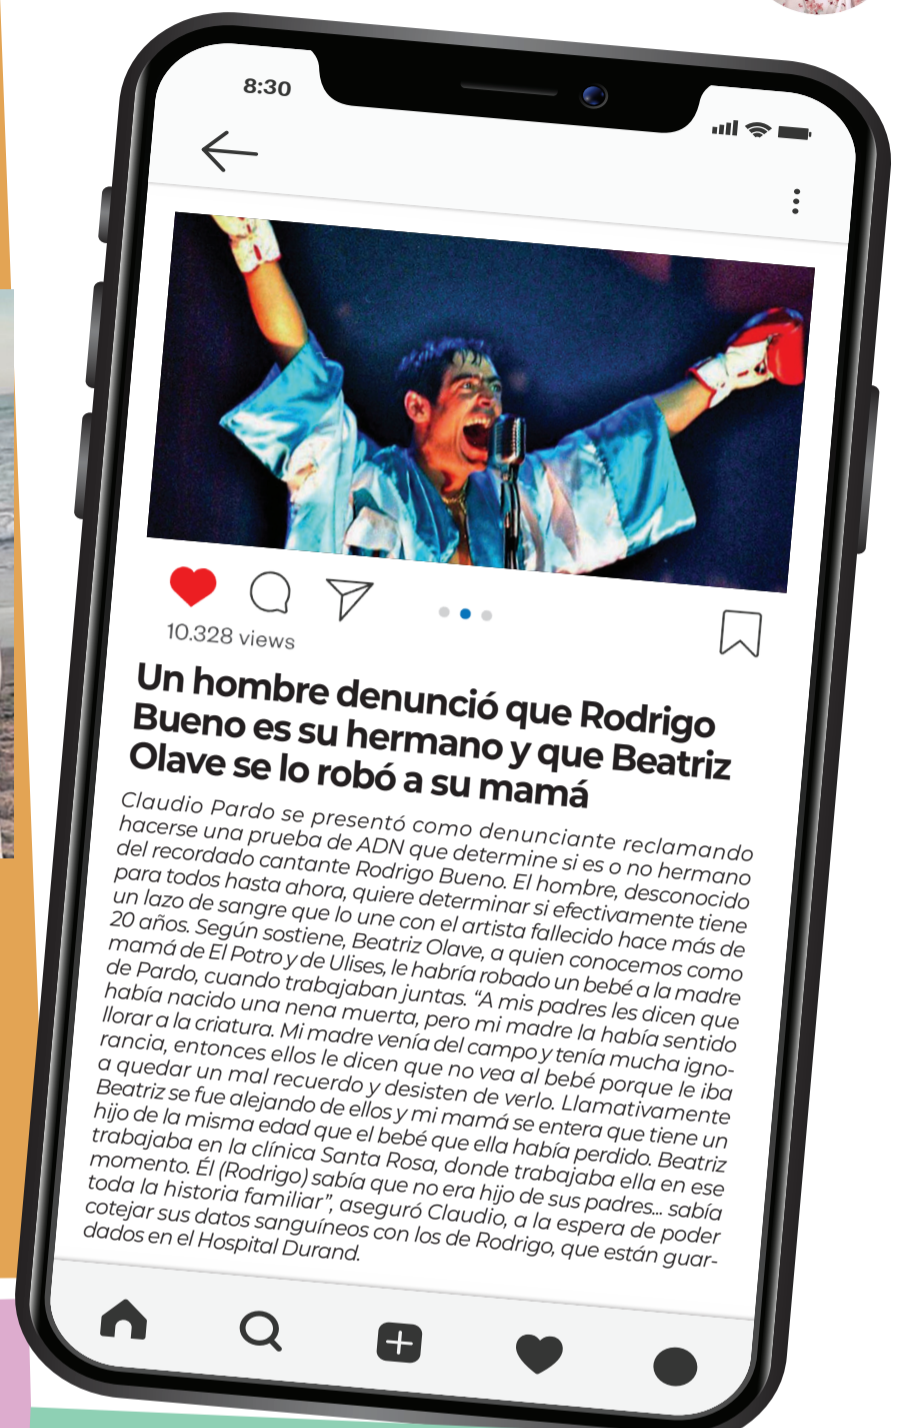 8:30
10.328 views
Un hombre denunció que Rodrigo
Bueno es su hermano y que Beatriz
Olave se lo robó a su mamá
Claudio Pardo se presentó como denunciante reclamando
hacerse una prueba de ADN que determine si es o no hermano
del recordado cantante Rodrigo Bueno. El hombre, desconocido
para todos hasta ahora, quiere determinar si efectivamente tiene
un lazo de sangre que lo une con el artista fallecido hace más de
20 años. Según sostiene, Beatriz Olave, a quien conocemos como
mamá de El Potro y de Ulises, le habría robado un bebé a la madre
de Pardo, cuando trabajaban juntas. “A mis padres les dicen que
había nacido una nena muerta, pero mi madre la había sentido
llorar a la criatura. Mi madre venía del campo y tenía mucha igno-
rancia, entonces ellos le dicen que no vea al bebé porque le iba
a quedar un mal recuerdo y desisten de verlo. Llamativamente
Beatriz se fue alejando de ellos y mi mamá se entera que tiene un
hijo de la misma edad que el bebé que ella había perdido. Beatriz
trabajaba en la clínica Santa Rosa, donde trabajaba ella en ese
momento. Él (Rodrigo) sabía que no era hijo de sus padres... sabía
toda la historia familiar”, aseguró Claudio, a la espera de poder
cotejar sus datos sanguíneos con los de Rodrigo, que están guar-
dados en el Hospital Durand.